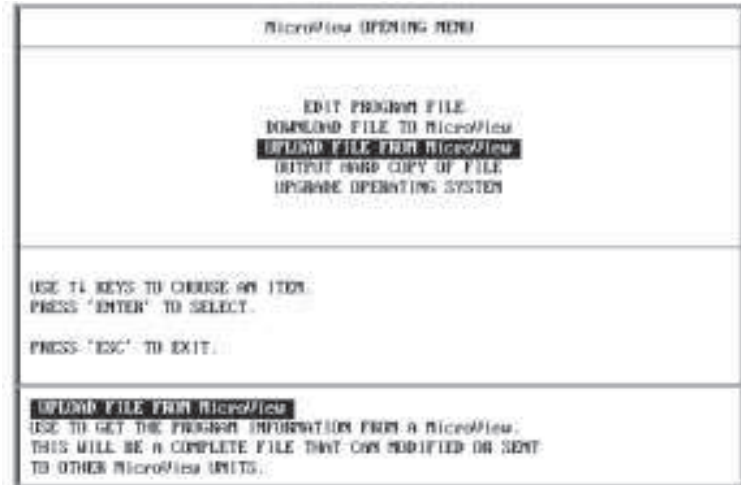 MicroView OPENING MENU
EDIT PROGRAM FILE
DOWNLOAD FILE TO MicroView
UPLOAD FILE FROM MicroView
OUTPUT HARD COPY OF FILE
UPGRADE OPERATING SYSTEM
USE ↑↓ KEYS TO CHOOSE AN ITEM.
PRESS 'ENTER' TO SELECT.
PRESS 'ESC' TO EXIT.
UPLOAD FILE FROM MicroView
USE TO GET THE PROGRAM INFORMATION FROM A MicroView.
THIS WILL BE A COMPLETE FILE THAT CAN MODIFIED OR SENT
TO OTHER MicroView UNITS.